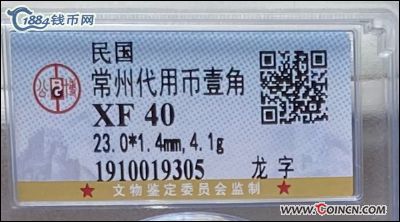 1884钱币网
民国
常州代用币壹角
公 博
XF 40
23.0*1.4mm,4.1g
1910019305 龙字
文物鉴定委员会监制
www.COINCN.COM